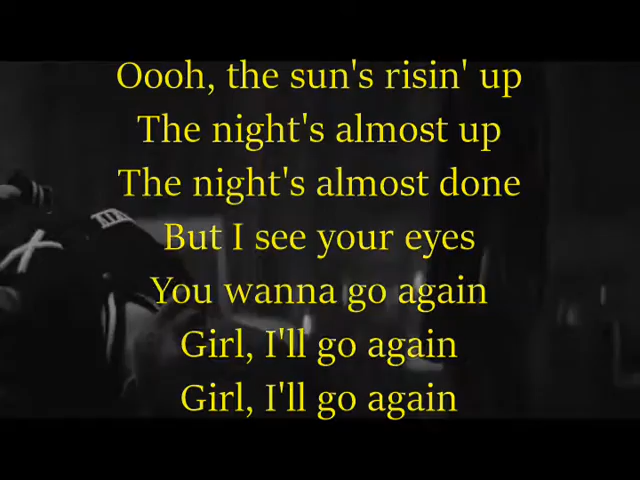 Oooh, the sun's risin' up
The night's almost up
The night's almost done
But I see your eyes
You wanna go again
Girl, I'll go again
Girl, I'll go again